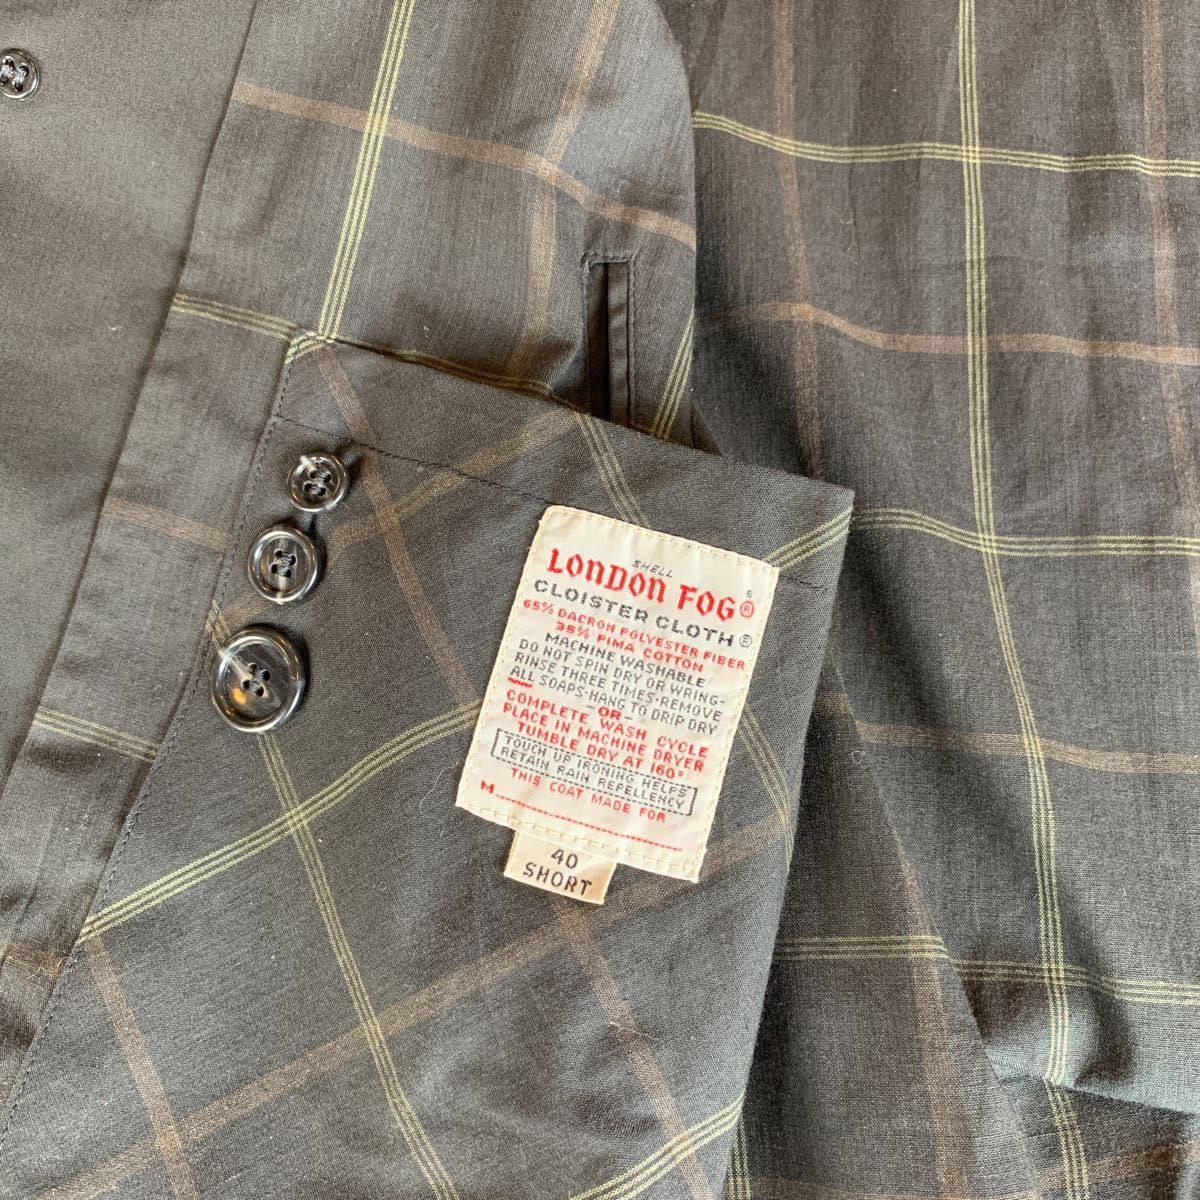 SHELL
LONDON FOG®
CLOISTER CLOTH®
65% DACRON POLYESTER FIBER
35% PIMA COTTON
MACHINE WASHABLE
DO NOT SPIN DRY OR WRING-
RINSE THREE TIMES-REMOVE
ALL SOAPS-HANG TO DRIP DRY
-OR-
COMPLETE WASH CYCLE
PLACE IN MACHINE DRYER
TUMBLE DRY AT 160°
TOUCH UP IRONING HELPS
RETAIN RAIN REPELLENCY
THIS COAT MADE FOR
M
40
SHORT